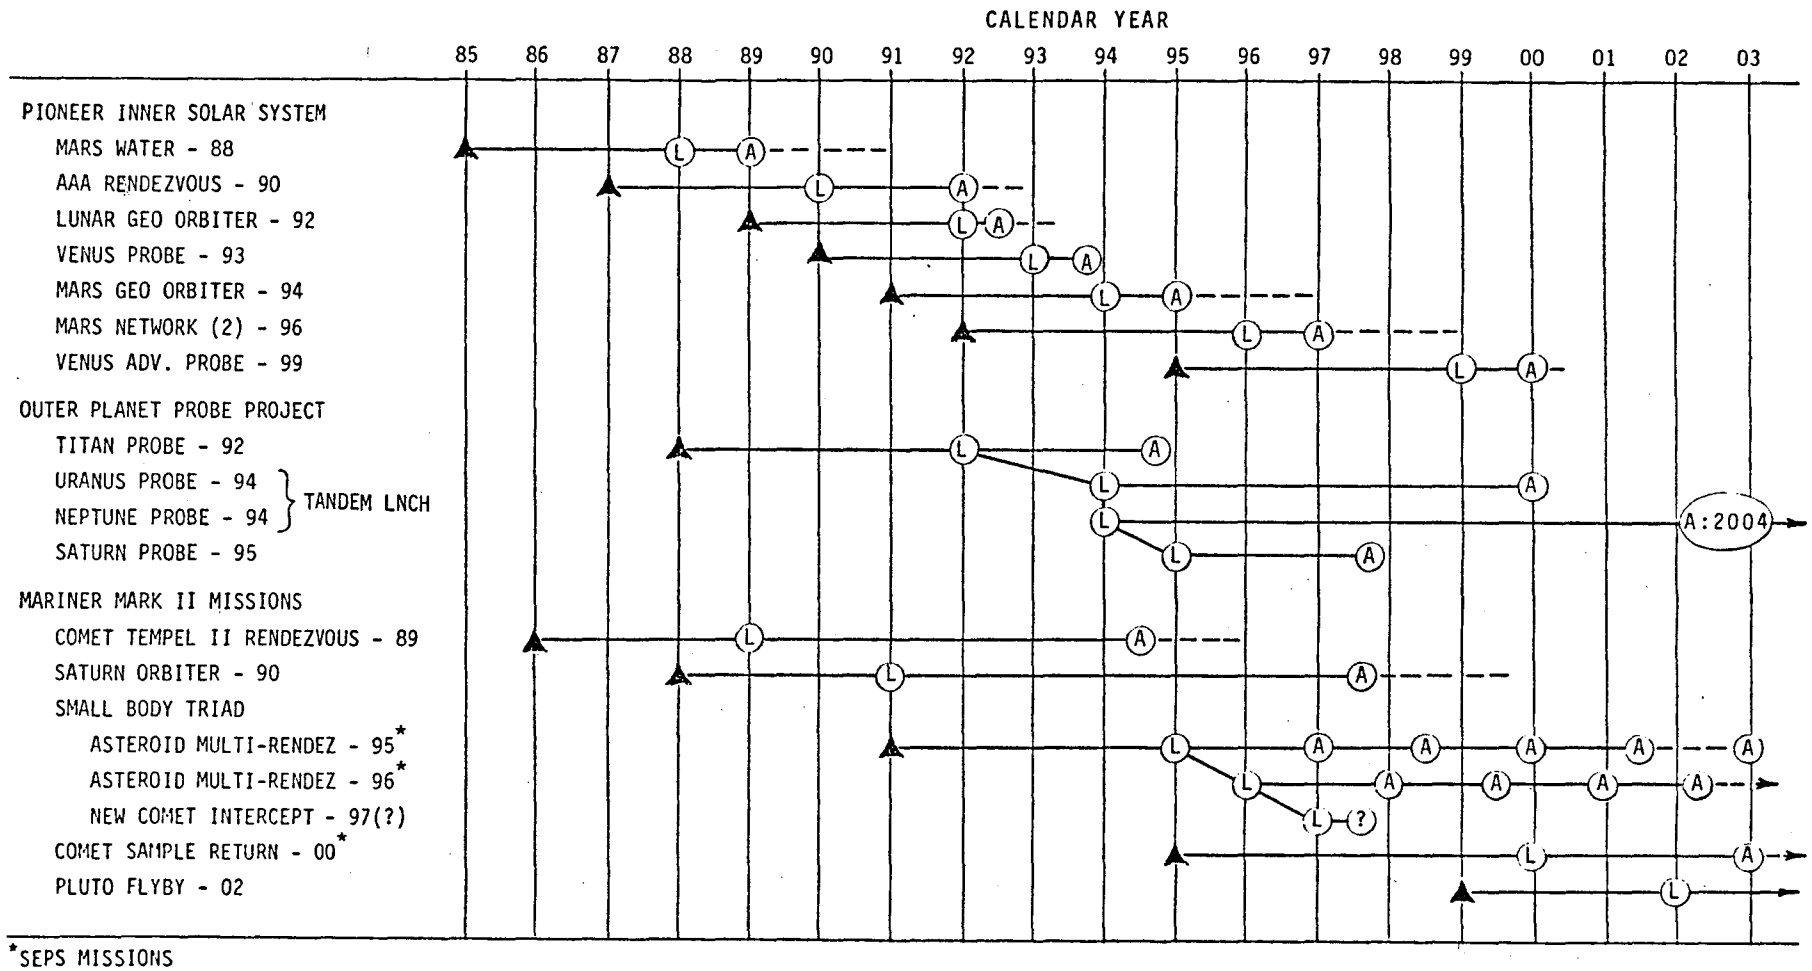 CALENDAR YEAR
85 86 87 88 89 90 91 92 93 94 95 96 97 98 99 00 01 02 03
PIONEER INNER SOLAR SYSTEM
MARS WATER - 88 L A
AAA RENDEZVOUS - 90 L A
LUNAR GEO ORBITER - 92 L A
VENUS PROBE - 93 L A
MARS GEO ORBITER - 94 L A
MARS NETWORK (2) - 96 L A
VENUS ADV. PROBE - 99 L A
OUTER PLANET PROBE PROJECT
TITAN PROBE - 92 L A
URANUS PROBE - 94 L A
TANDEM LNCH
NEPTUNE PROBE - 94 L A:2004
SATURN PROBE - 95 L A
MARINER MARK II MISSIONS
COMET TEMPEL II RENDEZVOUS - 89 L A
SATURN ORBITER - 90 L A
SMALL BODY TRIAD
ASTEROID MULTI-RENDEZ - 95* L A A A A A
ASTEROID MULTI-RENDEZ - 96* L A A A A
NEW COMET INTERCEPT - 97(?) L ?
COMET SAMPLE RETURN - 00* L A
PLUTO FLYBY - 02 L
*SEPS MISSIONS